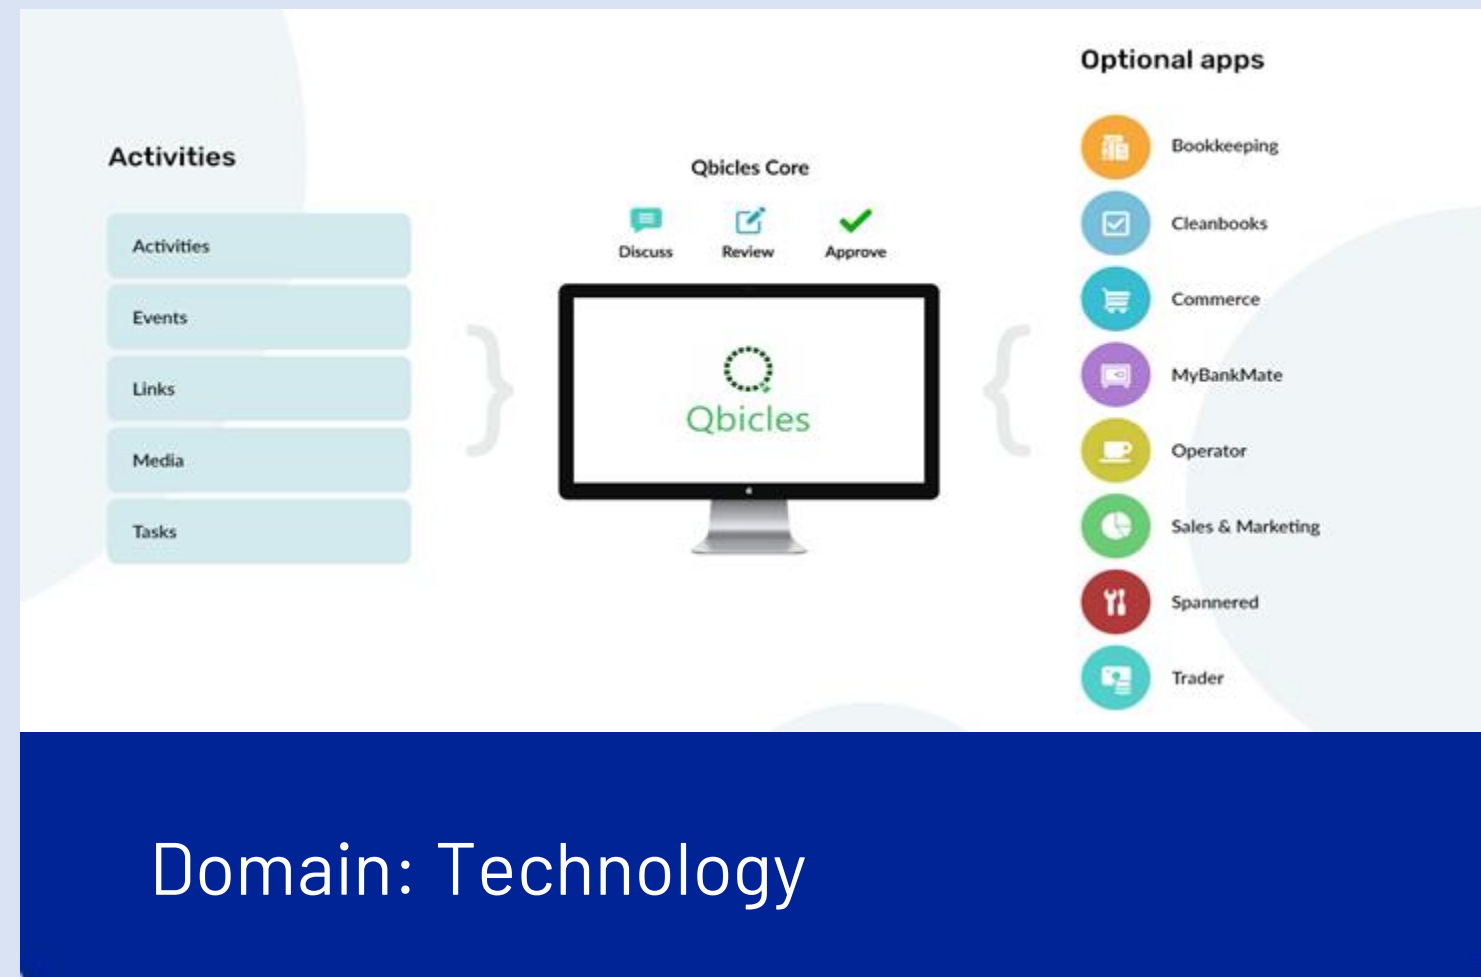 Activities
Activities
Events
Links
Media
Tasks
Qbicles Core
Discuss
Review
Approve
Qbicles
Optional apps
Bookkeeping
Cleanbooks
Commerce
MyBankMate
Operator
Sales & Marketing
Spannered
Trader
Domain: Technology